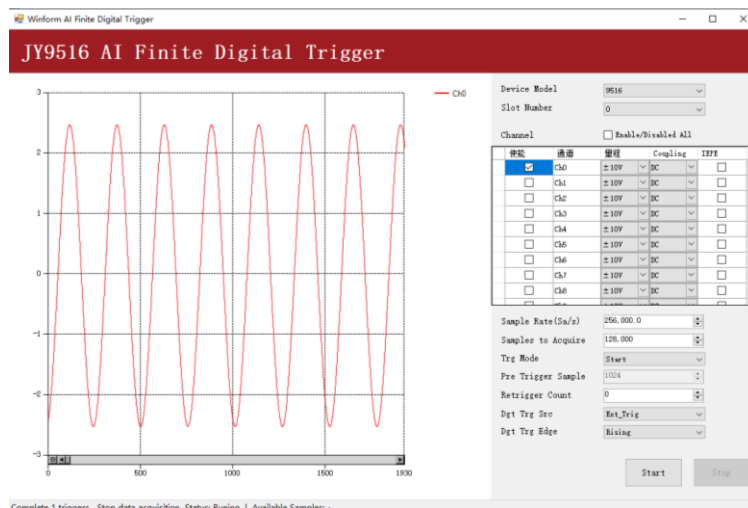 Winform AI Finite Digital Trigger
JY9516 AI Finite Digital Trigger
3
2
1
0
-1
-2
-3
0
500
1000
1500
1930
Ch0
Device Model 9516
Slot Number 0
Channel Enable/Disabled All
使能 通道 量程 Coupling IEPE
Ch0 ±10V DC
Ch1 ±10V DC
Ch2 ±10V DC
Ch3 ±10V DC
Ch4 ±10V DC
Ch5 ±10V DC
Ch6 ±10V DC
Ch7 ±10V DC
Ch8 ±10V DC
Sample Rate(Sa/s) 256,000.0
Samples to Acquire 128,000
Trg Mode Start
Pre Trigger Sample 1024
Retrigger Count 0
Dgt Trg Src Ext_Trig
Dgt Trg Edge Rising
Start Stop
Complete 1 triggers, Stop data acquisition. Status: Runing | Available Samples: -